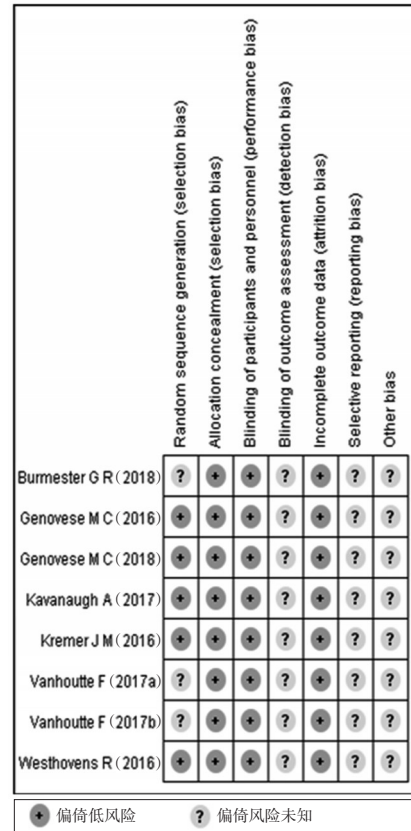 Random sequence generation (selection bias)
Allocation concealment (selection bias)
Blinding of participants and personnel (performance bias)
Blinding of outcome assessment (detection bias)
Incomplete outcome data (attrition bias)
Selective reporting (reporting bias)
Other bias
Burmester G R（2018） ? + + ? + ? ?
Genovese M C（2016） + + + ? + ? ?
Genovese M C（2018） + + + ? + ? ?
Kavanaugh A（2017） + + + ? + ? ?
Kremer J M（2016） + + + ? + ? ?
Vanhoutte F（2017a） ? + + ? + ? ?
Vanhoutte F（2017b） ? + + ? + ? ?
Westhovens R（2016） + + + ? + ? ?
+ 偏倚低风险 ? 偏倚风险未知